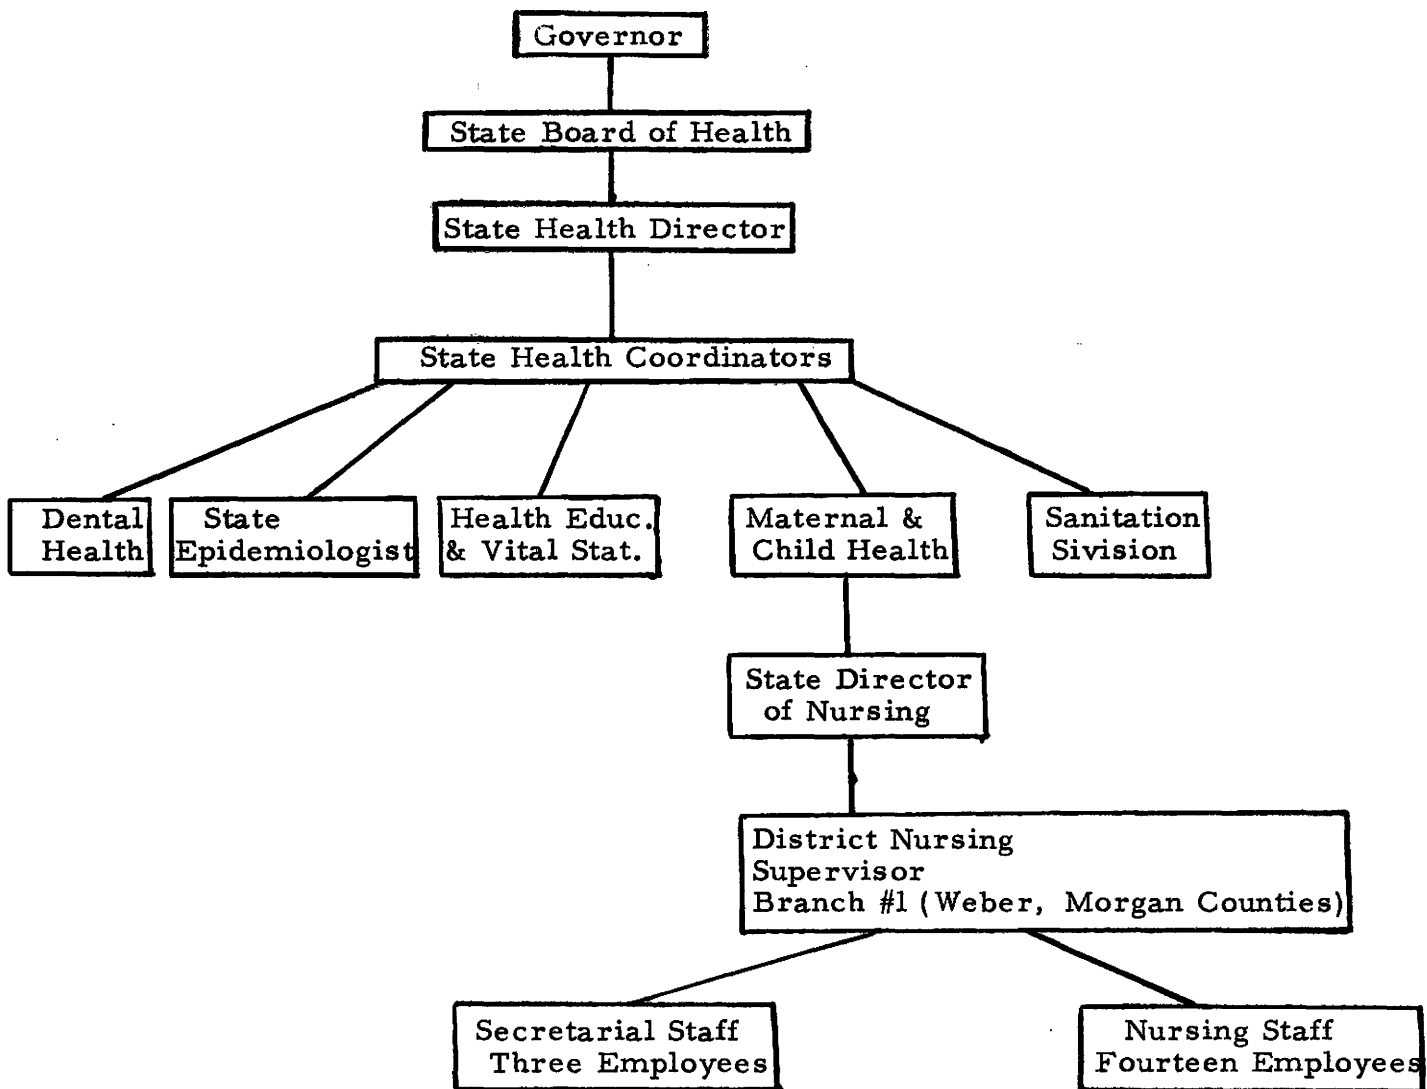 Governor
State Board of Health
State Health Director
State Health Coordinators
Dental
Health
State
Epidemiologist
Health Educ.
& Vital Stat.
Maternal &
Child Health
Sanitation
Sivision
State Director
of Nursing
District Nursing
Supervisor
Branch #1 (Weber, Morgan Counties)
Secretarial Staff
Three Employees
Nursing Staff
Fourteen Employees